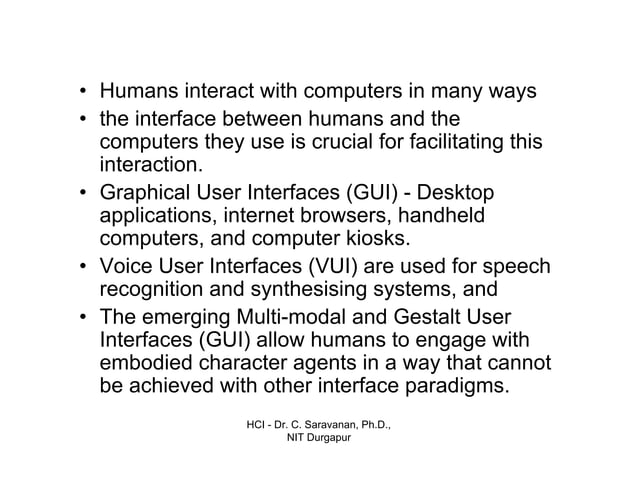 • Humans interact with computers in many ways
• the interface between humans and the
computers they use is crucial for facilitating this
interaction.
• Graphical User Interfaces (GUI) - Desktop
applications, internet browsers, handheld
computers, and computer kiosks.
• Voice User Interfaces (VUI) are used for speech
recognition and synthesising systems, and
• The emerging Multi-modal and Gestalt User
Interfaces (GUI) allow humans to engage with
embodied character agents in a way that cannot
be achieved with other interface paradigms.
HCI - Dr. C. Saravanan, Ph.D.,
NIT Durgapur